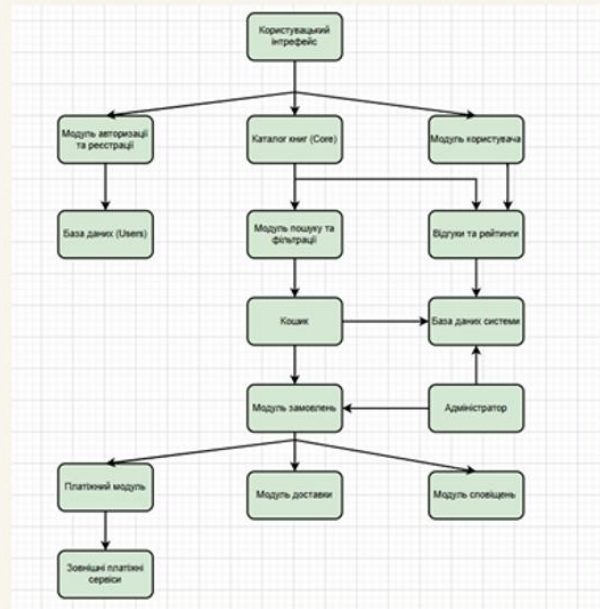 Користувацький
інтрефейс
Модуль авторизації
та реєстрації
Каталог книг (Core)
Модуль користувача
База даних (Users)
Модуль пошуку та
фільтрації
Відгуки та рейтинги
Кошик
База даних системи
Модуль замовлень
Адміністратор
Платіжний модуль
Модуль доставки
Модуль сповіщень
Зовнішні платіжні
сервіси